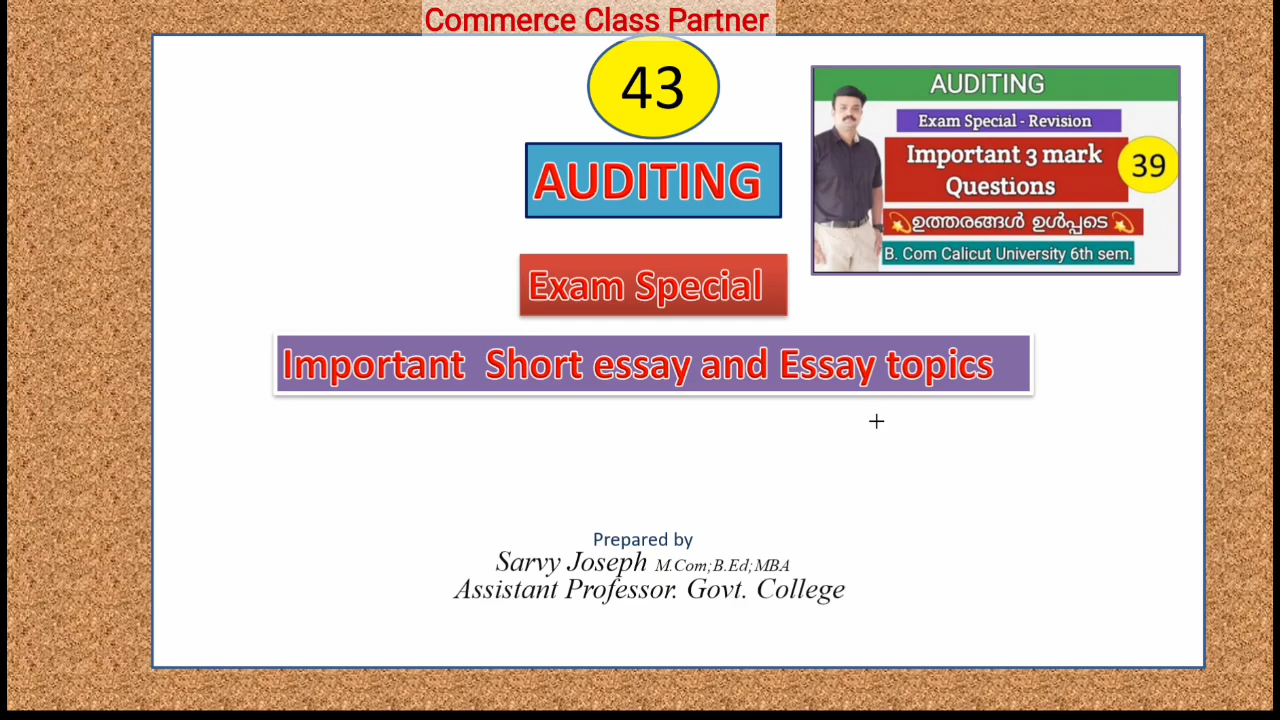 Commerce Class Partner
43
AUDITING
Exam Special
Important Short essay and Essay topics
AUDITING
Exam Special - Revision
Important 3 mark
Questions
39
ഉത്തരങ്ങൾ ഉൾപ്പടെ
B. Com Calicut University 6th sem.
Prepared by
Sarvy Joseph M.Com;B.Ed;MBA
Assistant Professor. Govt. College